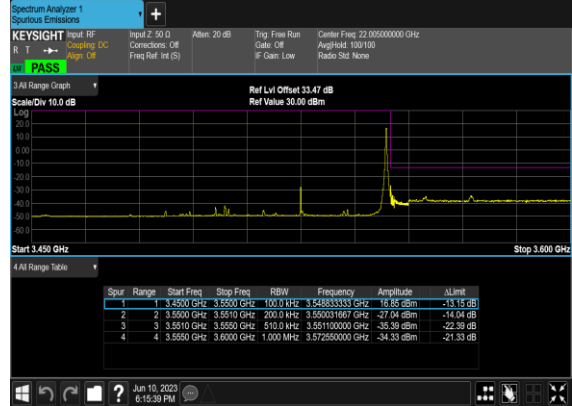 Spectrum Analyzer 1
Spurious Emissions
+
KEYSIGHT Input: RF Input Z: 50 Ω Atten: 20 dB Trig: Free Run Center Freq: 22.005000000 GHz
R T Coupling: DC Corrections: Off Gate: Off Avg|Hold: 100/100
Align: Off Freq Ref: Int (S) IF Gain: Low Radio Std: None
LW PASS
3 All Range Graph
Ref Lvl Offset 33.47 dB
Scale/Div 10.0 dB Ref Value 30.00 dBm
Log
20.0
10.0
0.00
-10.0
-20.0
-30.0
-40.0
-50.0
-60.0
Start 3.450 GHz Stop 3.600 GHz
4 All Range Table
Spur Range Start Freq Stop Freq RBW Frequency Amplitude ΔLimit
1 1 3.4500 GHz 3.5500 GHz 100.0 kHz 3.548833333 GHz 16.85 dBm -13.15 dB
2 2 3.5500 GHz 3.5510 GHz 200.0 kHz 3.550031667 GHz -27.04 dBm -14.04 dB
3 3 3.5510 GHz 3.5550 GHz 510.0 kHz 3.551100000 GHz -35.39 dBm -22.39 dB
4 4 3.5550 GHz 3.6000 GHz 1.000 MHz 3.572550000 GHz -34.33 dBm -21.33 dB
? Jun 10, 2023
6:15:39 PM